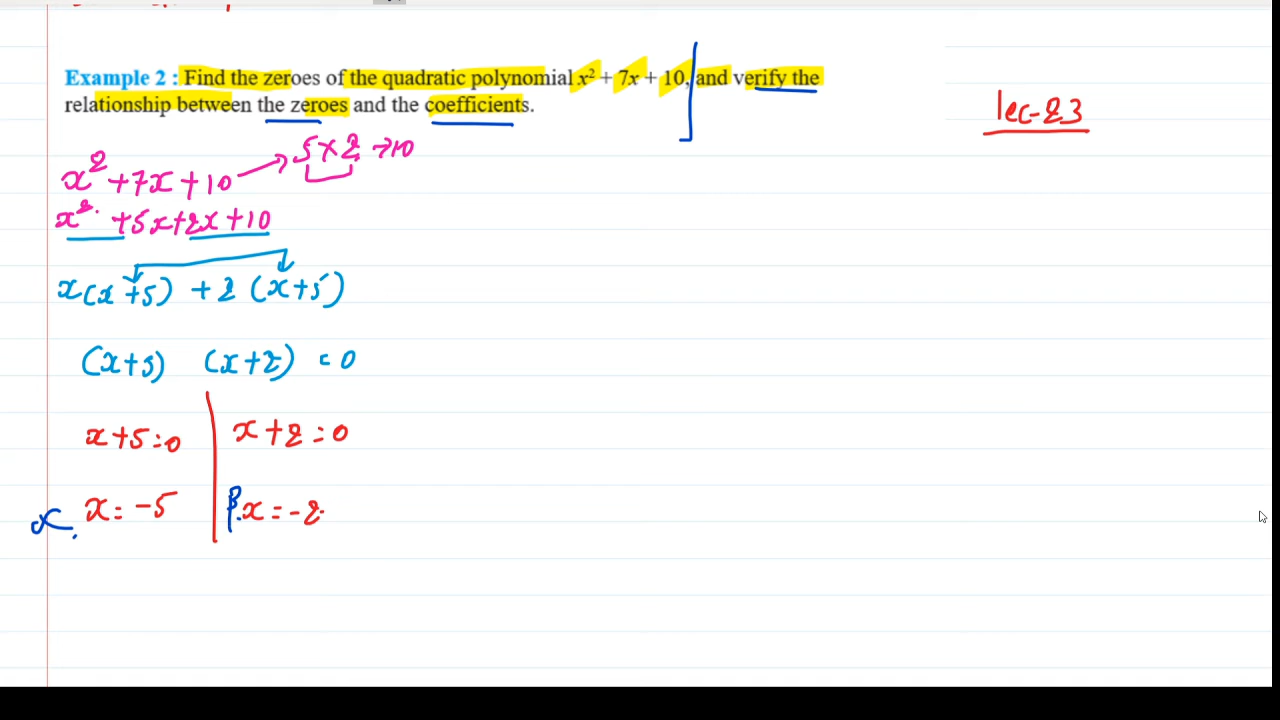 Example 2 : Find the zeroes of the quadratic polynomial x² + 7x + 10, and verify the
relationship between the zeroes and the coefficients.
lec-23
x² +7x +10 → 5 × 2 → 10
x² +5x+2x+10
x(x+5) + 2 (x+5)
(x+5) (x+2) = 0
x+5=0 x+2=0
α x = -5 β x = -2